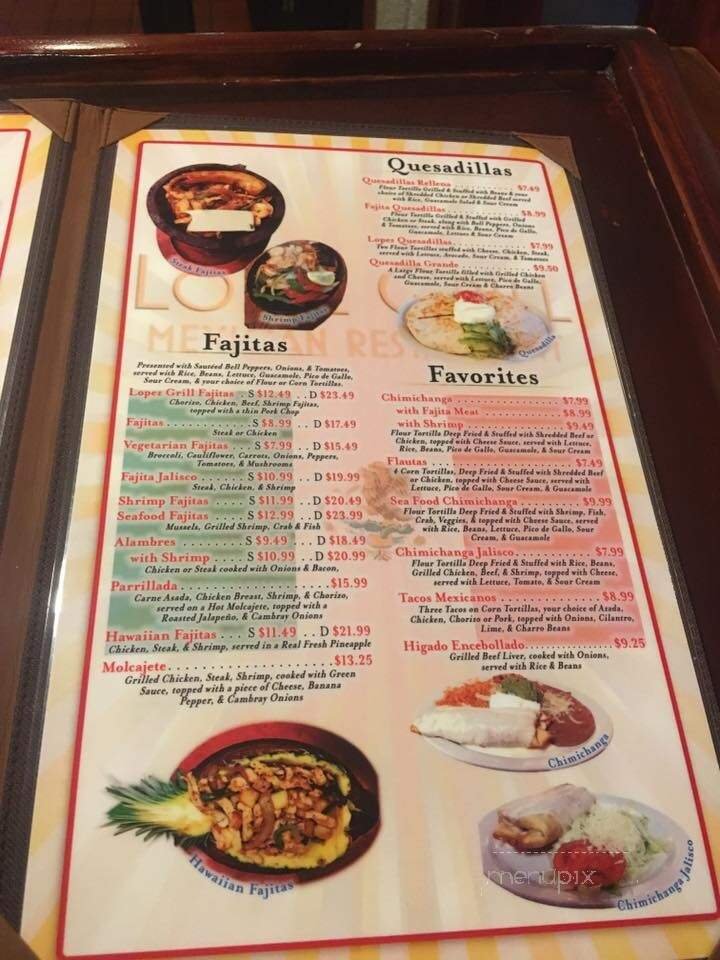 Quesadillas
Quesadillas Rellena . . . . . . . . . . . $7.49
Flour Tortilla Grilled & Stuffed with Beans & your
choice of Shredded Chicken or Shredded Beef served
with Rice, Guacamole Salad & Sour Cream
Fajita Quesadillas . . . . . . . . . . . . . $8.99
Flour Tortilla Grilled & Stuffed with Grilled
Chicken or Steak, along with Bell Peppers, Onions
& Tomatoes, served with Rice, Beans, Pico de Gallo,
Guacamole, Lettuce & Sour Cream
Lopes Quesadillas. . . . . . . . . . . . . . $7.99
Two Flour Tortillas stuffed with Cheese, Chicken, Steak,
served with Lettuce, Avocado, Sour Cream, & Tomatoes
Quesadilla Grande . . . . . . . . . . . . . $9.50
A Large Flour Tortilla filled with Grilled Chicken
and Cheese, served with Lettuce, Pico de Gallo,
Guacamole, Sour Cream & Charro Beans
Quesadilla
Steak Fajitas
Shrimp Fajitas
Fajitas
Presented with Sautéed Bell Peppers, Onions, & Tomatoes,
served with Rice, Beans, Lettuce, Guacamole, Pico de Gallo,
Sour Cream, & your choice of Flour or Corn Tortillas.
Lopez Grill Fajitas . S $12.49 . . D $23.49
Chorizo, Chicken, Beef, Shrimp Fajitas,
topped with a thin Pork Chop
Fajitas . . . . . . . . . . . . S $8.99 . . D $17.49
Steak or Chicken
Vegetarian Fajitas . . S $7.99 . . D $15.49
Broccoli, Cauliflower, Carrots, Onions, Peppers,
Tomatoes, & Mushrooms
Fajita Jalisco . . . . . . S $10.99 . . D $19.99
Steak, Chicken, & Shrimp
Shrimp Fajitas . . . . . S $11.99 . . D $20.49
Seafood Fajitas . . . . S $12.99 . . D $23.99
Mussels, Grilled Shrimp, Crab & Fish
Alambres . . . . . . . . . S $9.49 . . . D $18.49
with Shrimp . . . . . S $10.99 . . D $20.99
Chicken or Steak cooked with Onions & Bacon,
Parrillada . . . . . . . . . . . . . . . . . . . . . $15.99
Carne Asada, Chicken Breast, Shrimp, & Chorizo,
served on a Hot Molcajete, topped with a
Roasted Jalapeño, & Cambray Onions
Hawaiian Fajitas . . . S $11.49 . . D $21.99
Chicken, Steak, & Shrimp, served in a Real Fresh Pineapple
Molcajete. . . . . . . . . . . . . . . . . . . . . $13.25
Grilled Chicken, Steak, Shrimp, cooked with Green
Sauce, topped with a piece of Cheese, Banana
Pepper, & Cambray Onions
Hawaiian Fajitas
Favorites
Chimichanga . . . . . . . . . . . . . . . . . $7.99
with Fajita Meat . . . . . . . . . . . . . $8.99
with Shrimp . . . . . . . . . . . . . . . . $9.49
Flour Tortilla Deep Fried & Stuffed with Shredded Beef or
Chicken, topped with Cheese Sauce, served with Lettuce,
Rice, Beans, Pico de Gallo, Guacamole, & Sour Cream
Flautas . . . . . . . . . . . . . . . . . . . . . . $7.49
4 Corn Tortillas, Deep Fried & Stuffed with Shredded Beef
or Chicken, topped with Cheese Sauce, served with
Lettuce, Pico de Gallo, Sour Cream, & Guacamole
Sea Food Chimichanga . . . . . . . . . $9.99
Flour Tortilla Deep Fried & Stuffed with Shrimp, Fish,
Crab, Veggies, & topped with Cheese Sauce, served
with Rice, Beans, Lettuce, Pico de Gallo, Sour
Cream, & Guacamole
Chimichanga Jalisco. . . . . . . . . . . $7.99
Flour Tortilla Deep Fried & Stuffed with Rice, Beans,
Grilled Chicken, Beef, & Shrimp, topped with Cheese,
served with Lettuce, Tomato, & Sour Cream
Tacos Mexicanos . . . . . . . . . . . . . . $8.99
Three Tacos on Corn Tortillas, your choice of Asada,
Chicken, Chorizo or Pork, topped with Onions, Cilantro,
Lime, & Charro Beans
Higado Encebollado. . . . . . . . . . . . . $9.25
Grilled Beef Liver, cooked with Onions,
served with Rice & Beans
Chimichanga
Chimichanga Jalisco
menupix